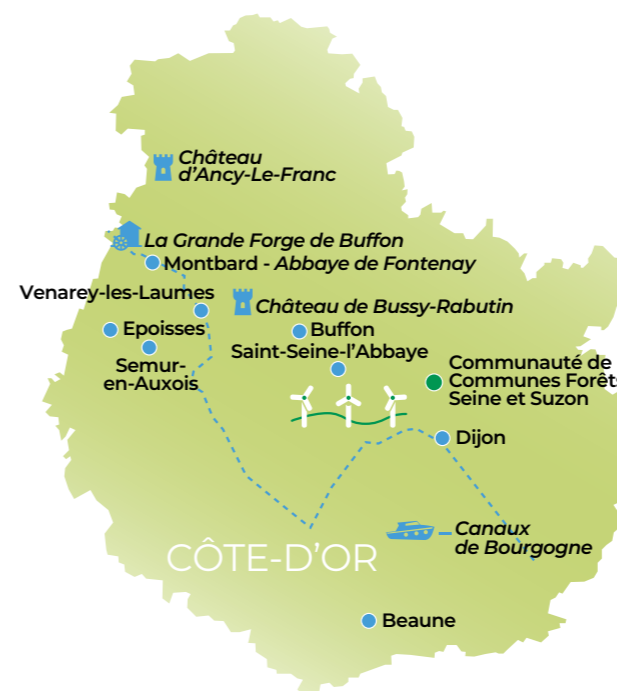 Château
d'Ancy-Le-Franc
La Grande Forge de Buffon
Montbard - Abbaye de Fontenay
Venarey-les-Laumes
Château de Bussy-Rabutin
Epoisses
Buffon
Semur-
en-Auxois
Saint-Seine-l'Abbaye
Communauté de
Communes Forêts
Seine et Suzon
Dijon
Canaux
de Bourgogne
CÔTE-D'OR
Beaune